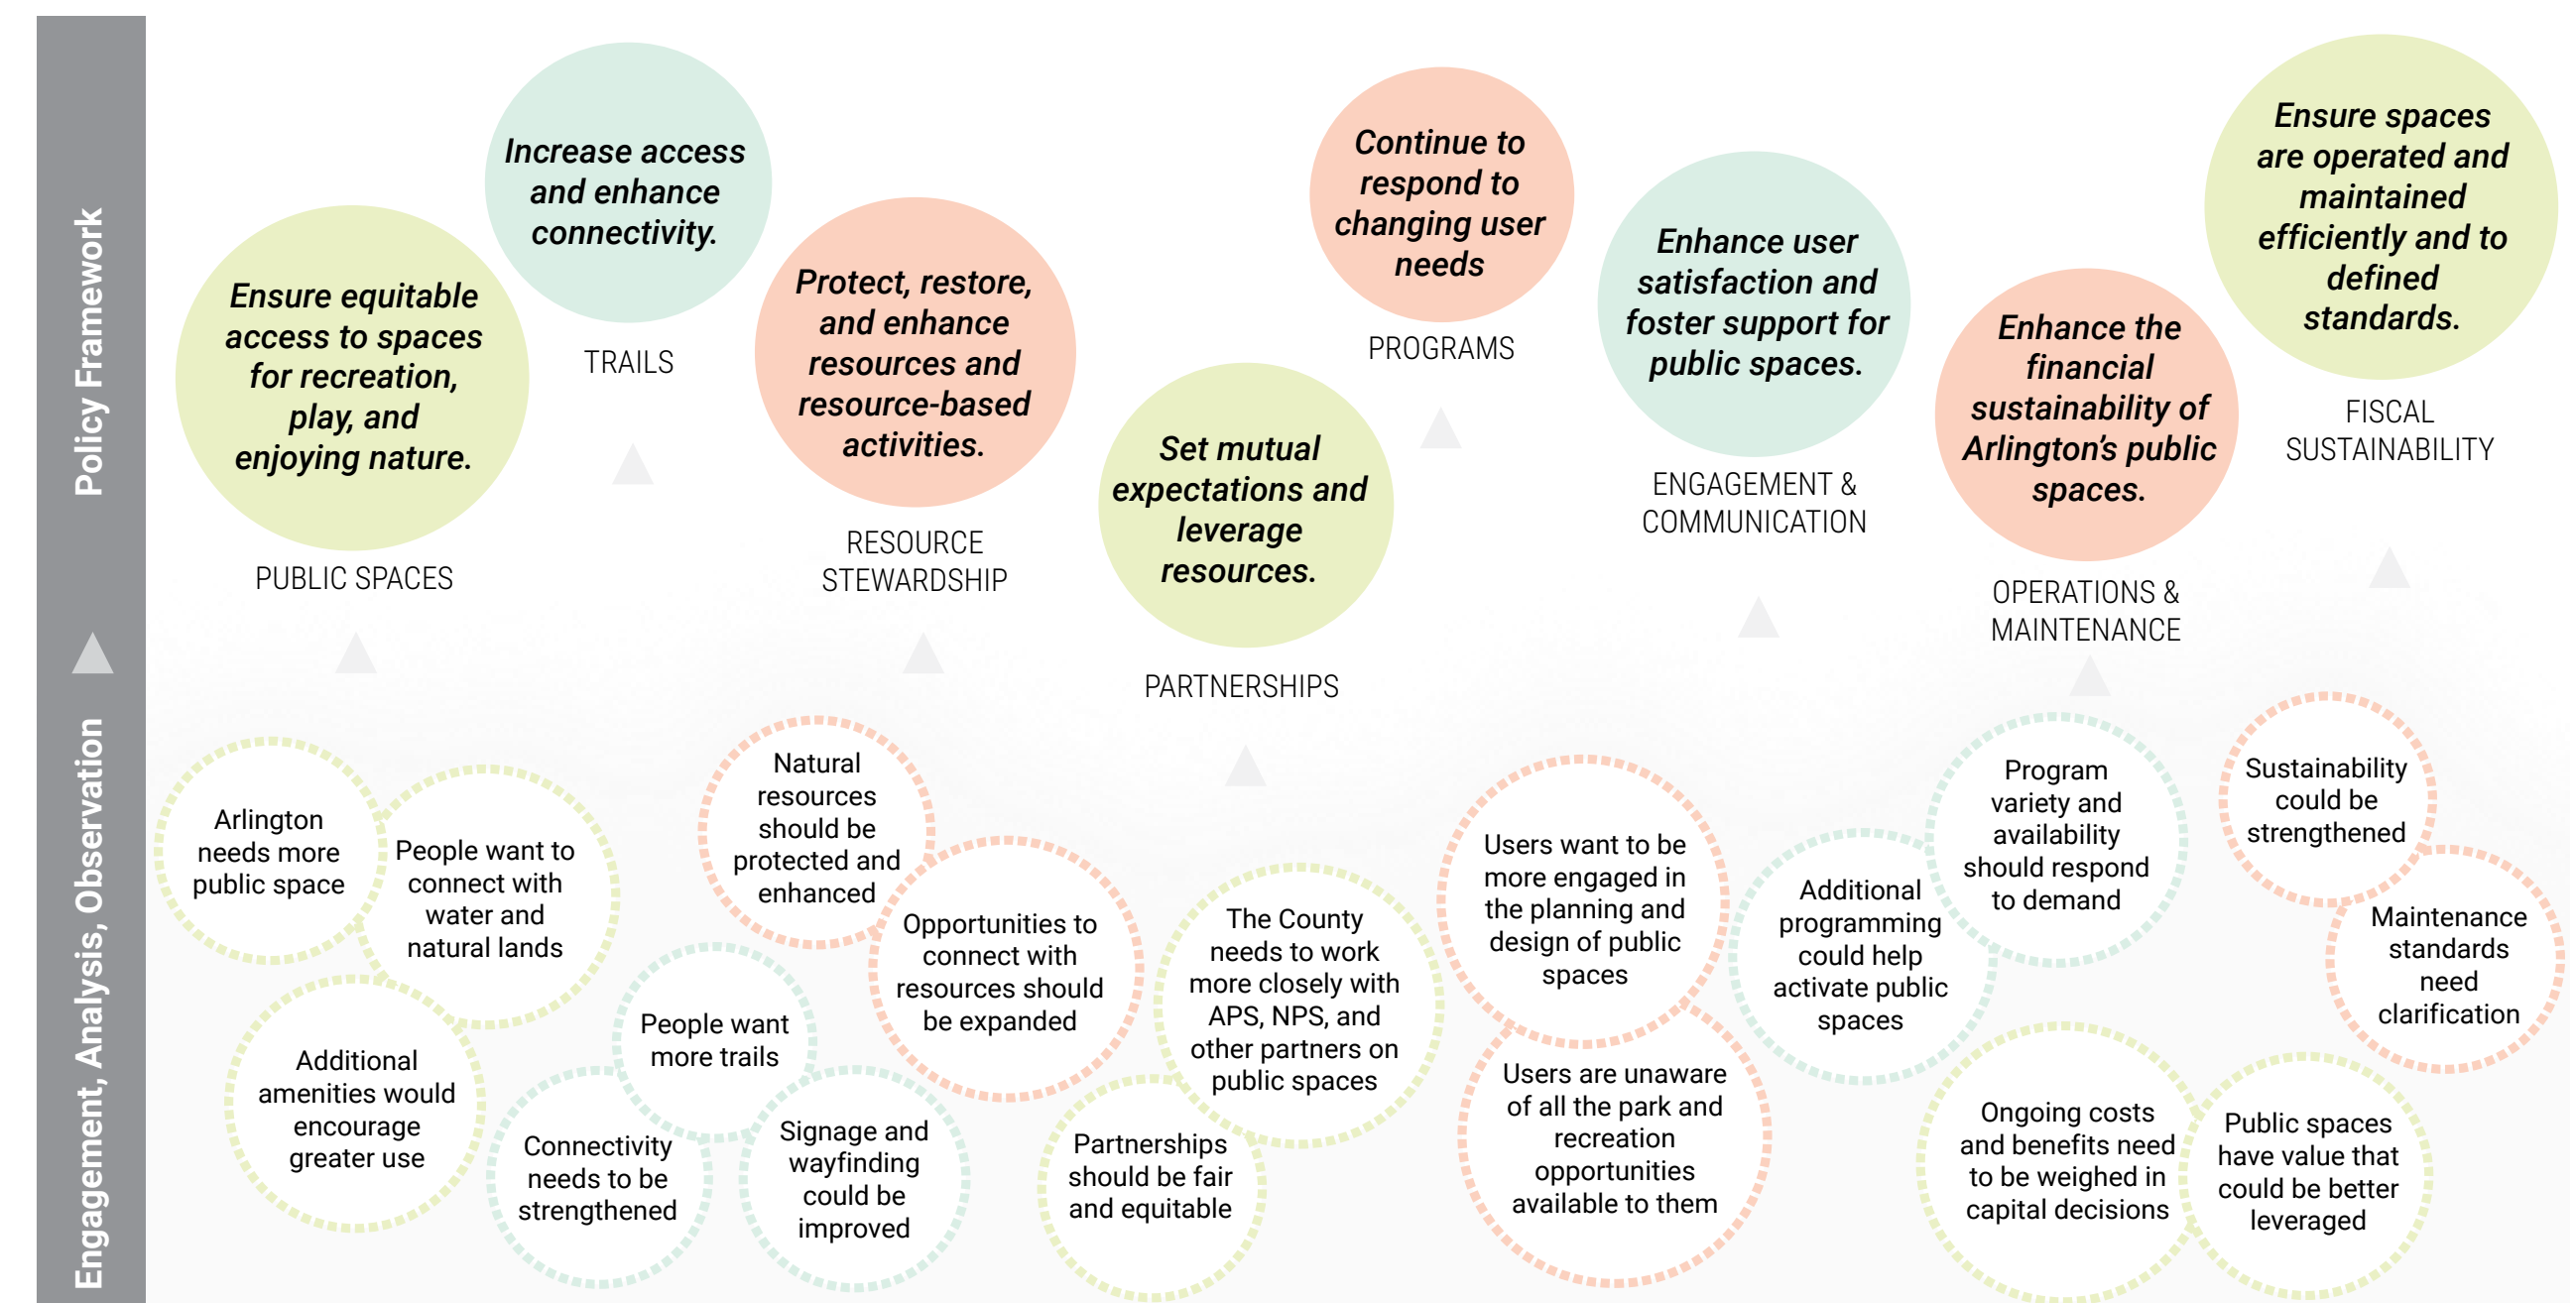 Policy Framework
Engagement, Analysis, Observation
Ensure equitable
access to spaces
for recreation,
play, and
enjoying nature.
PUBLIC SPACES
Increase access
and enhance
connectivity.
TRAILS
Protect, restore,
and enhance
resources and
resource-based
activities.
RESOURCE
STEWARDSHIP
Set mutual
expectations and
leverage
resources.
PARTNERSHIPS
Continue to
respond to
changing user
needs
PROGRAMS
Enhance user
satisfaction and
foster support for
public spaces.
ENGAGEMENT &
COMMUNICATION
Enhance the
financial
sustainability of
Arlington’s public
spaces.
OPERATIONS &
MAINTENANCE
Ensure spaces
are operated and
maintained
efficiently and to
defined
standards.
FISCAL
SUSTAINABILITY
Arlington
needs more
public space
People want to
connect with
water and
natural lands
Additional
amenities would
encourage
greater use
Connectivity
needs to be
strengthened
People want
more trails
Signage and
wayfinding
could be
improved
Natural
resources
should be
protected and
enhanced
Opportunities to
connect with
resources should
be expanded
The County
needs to work
more closely with
APS, NPS, and
other partners on
public spaces
Partnerships
should be fair
and equitable
Users want to be
more engaged in
the planning and
design of public
spaces
Users are unaware
of all the park and
recreation
opportunities
available to them
Additional
programming
could help
activate public
spaces
Program
variety and
availability
should respond
to demand
Ongoing costs
and benefits need
to be weighed in
capital decisions
Public spaces
have value that
could be better
leveraged
Sustainability
could be
strengthened
Maintenance
standards
need
clarification